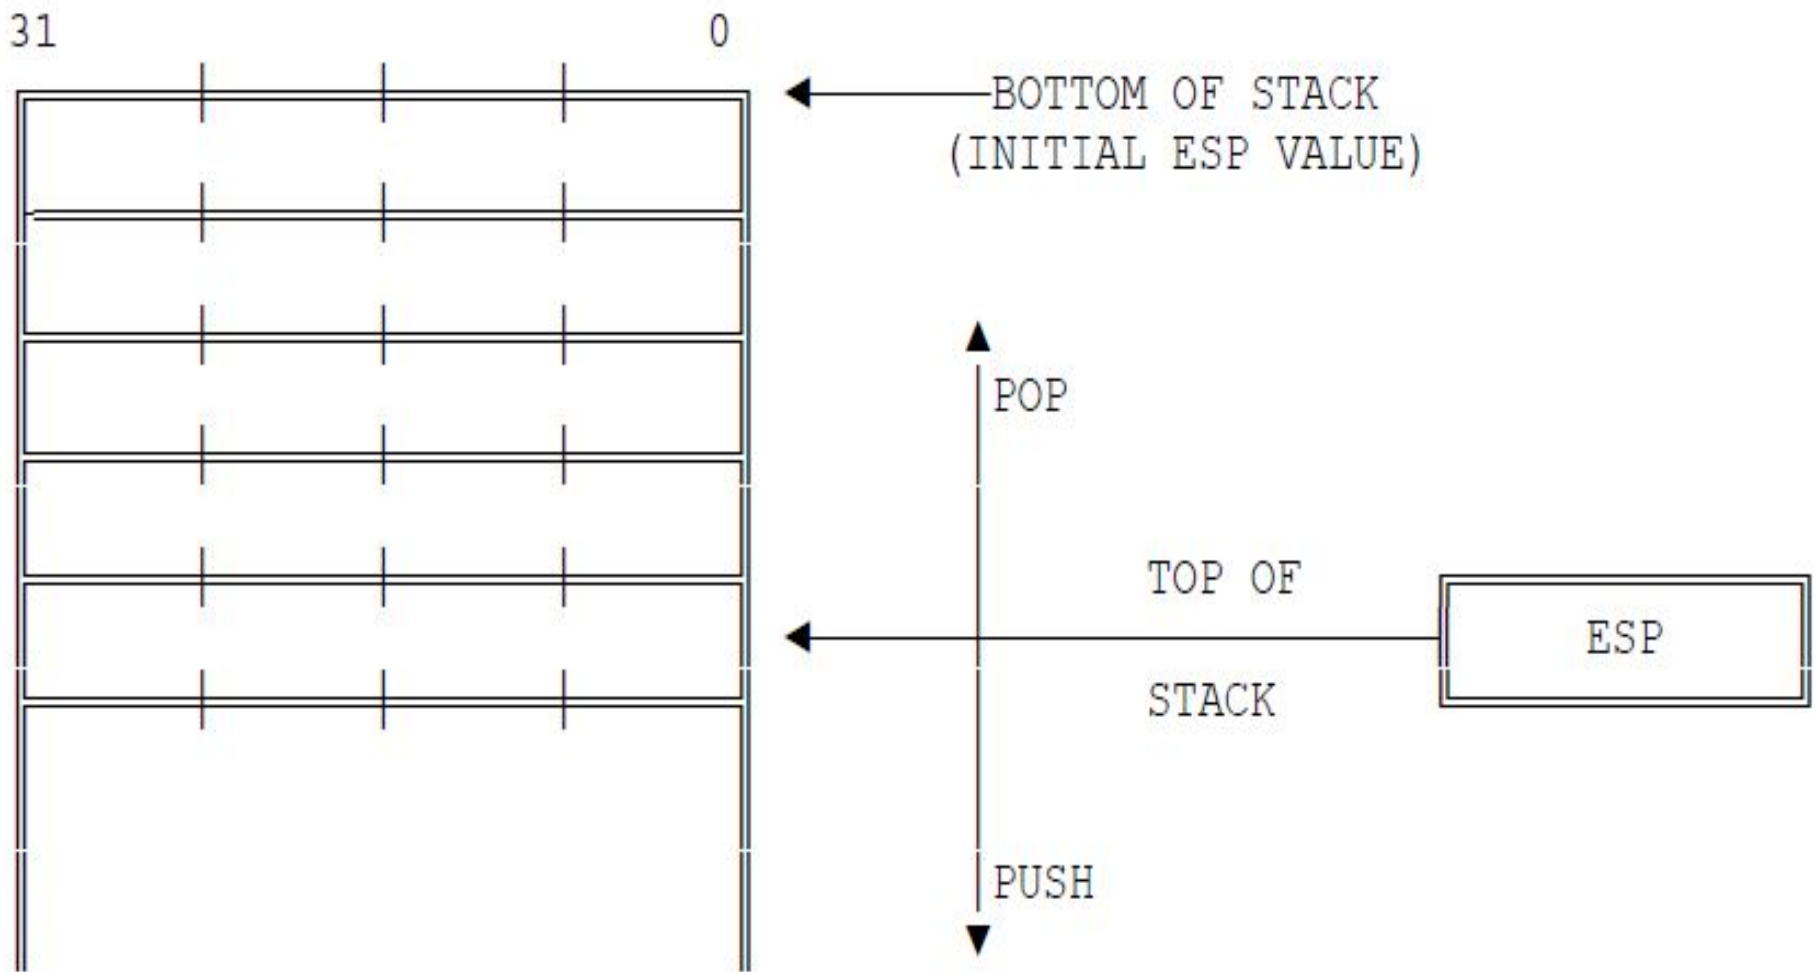 31 0
BOTTOM OF STACK
(INITIAL ESP VALUE)
POP
TOP OF
ESP
STACK
PUSH